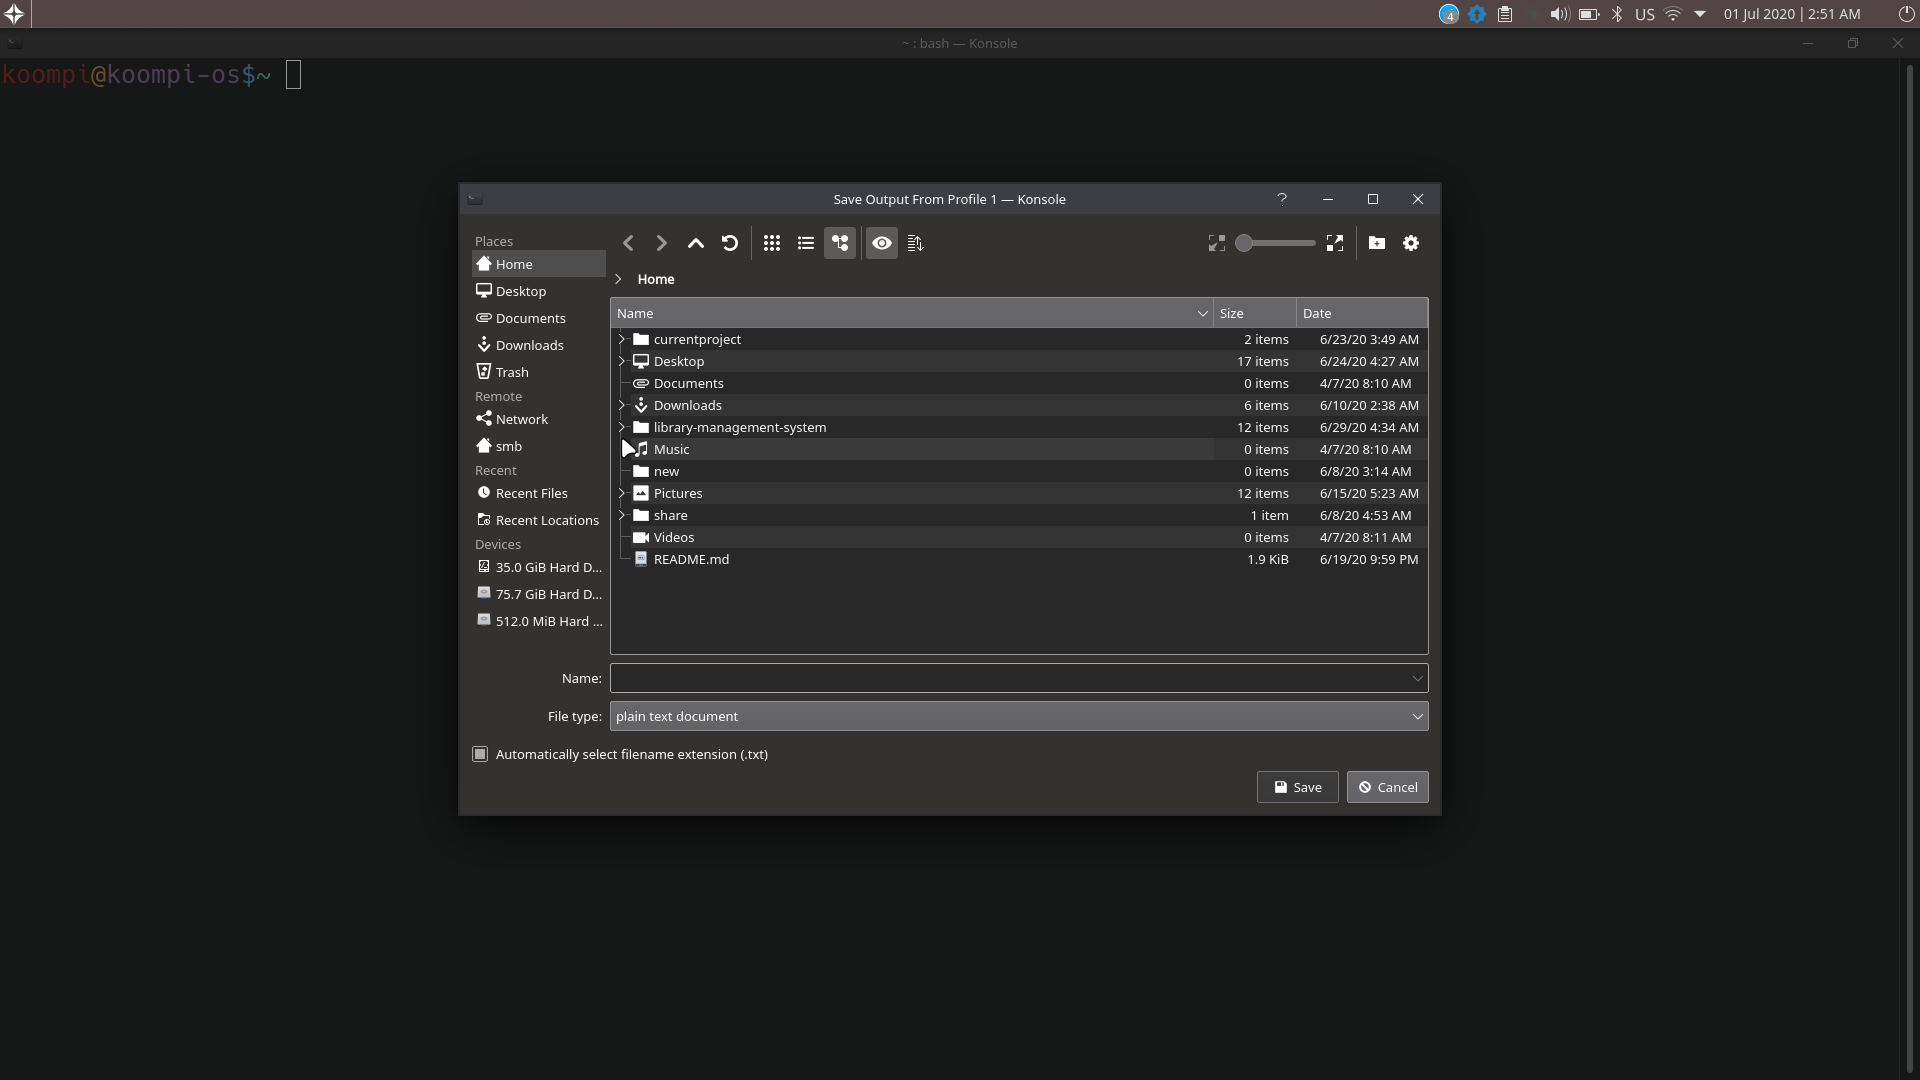 4 US 01 Jul 2020 | 2:51 AM
~ : bash — Konsole
koompi@koompi-os$~
Save Output From Profile 1 — Konsole
?
Places
Home
Desktop
Documents
Downloads
Trash
Remote
Network
smb
Recent
Recent Files
Recent Locations
Devices
35.0 GiB Hard D...
75.7 GiB Hard D...
512.0 MiB Hard ...
Home
Name Size Date
currentproject 2 items 6/23/20 3:49 AM
Desktop 17 items 6/24/20 4:27 AM
Documents 0 items 4/7/20 8:10 AM
Downloads 6 items 6/10/20 2:38 AM
library-management-system 12 items 6/29/20 4:34 AM
Music 0 items 4/7/20 8:10 AM
new 0 items 6/8/20 3:14 AM
Pictures 12 items 6/15/20 5:23 AM
share 1 item 6/8/20 4:53 AM
Videos 0 items 4/7/20 8:11 AM
README.md 1.9 KiB 6/19/20 9:59 PM
Name:
File type: plain text document
Automatically select filename extension (.txt)
Save Cancel